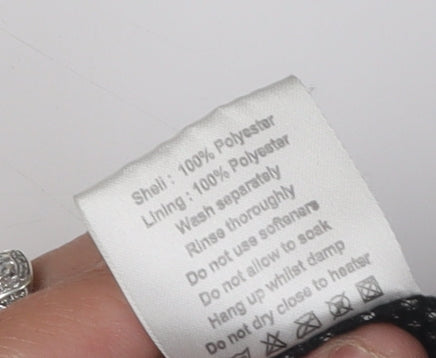 Shell : 100% Polyester
Lining : 100% Polyester
Wash separately
Rinse thoroughly
Do not use softeners
Do not allow to soak
Hang up whilst damp
Do not dry close to heater